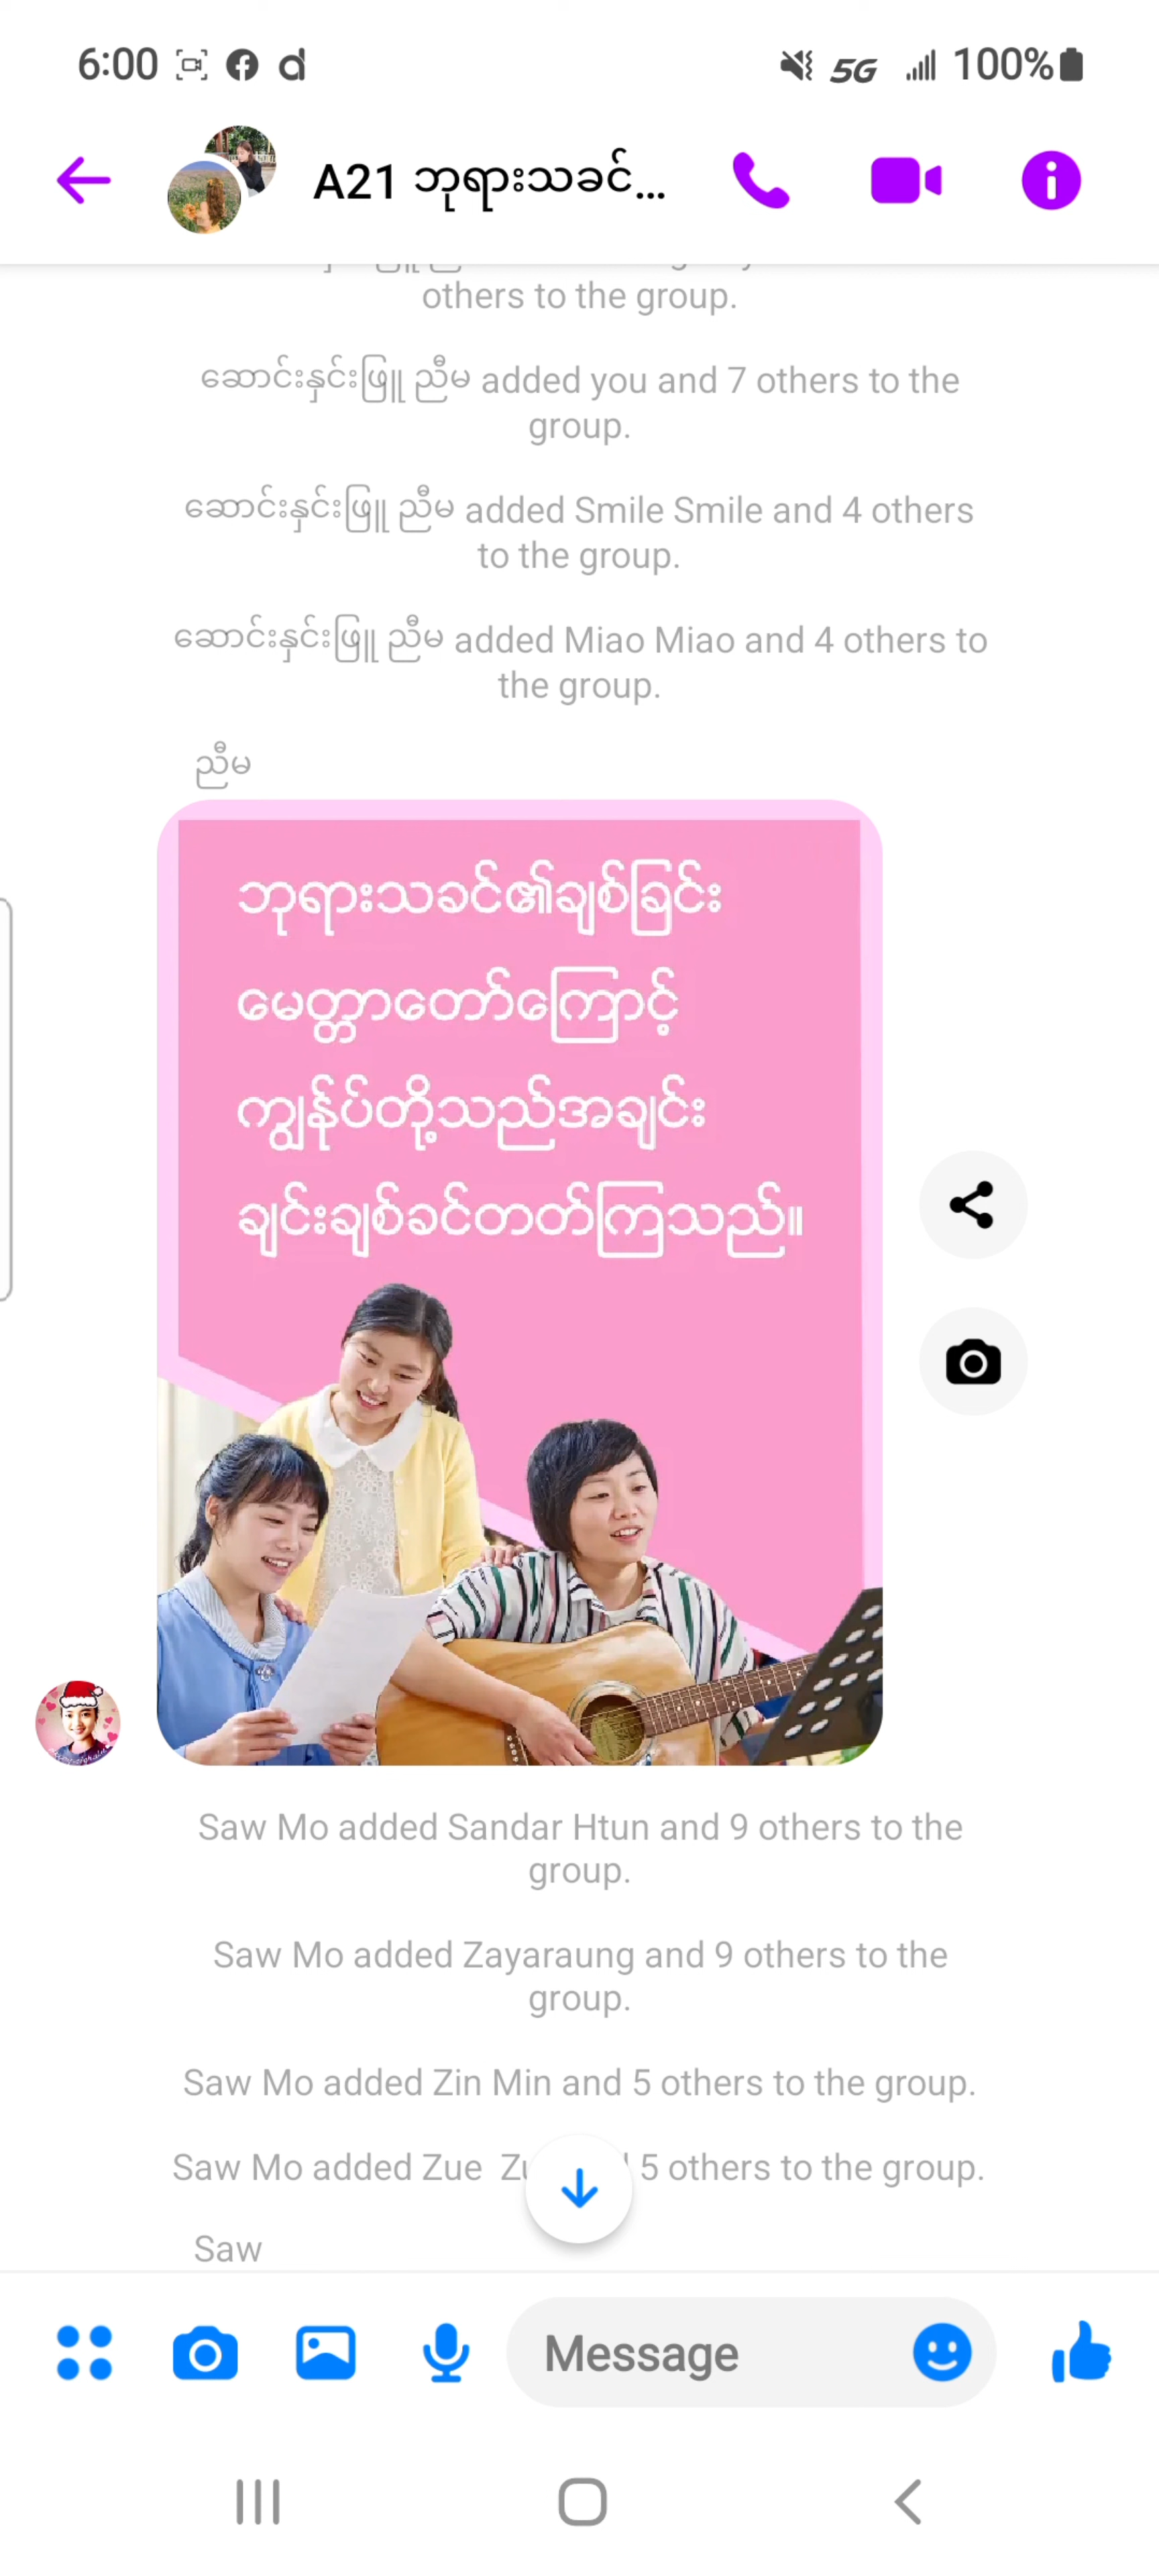 6:00 5G 100%
A21 ဘုရားသခင်...
others to the group.
ဆောင်းနှင်းဖြူ ညီမ added you and 7 others to the
group.
ဆောင်းနှင်းဖြူ ညီမ added Smile Smile and 4 others
to the group.
ဆောင်းနှင်းဖြူ ညီမ added Miao Miao and 4 others to
the group.
ညီမ
ဘုရားသခင်၏ချစ်ခြင်း
မေတ္တာတော်ကြောင့်
ကျွန်ုပ်တို့သည်အချင်း
ချင်းချစ်ခင်တတ်ကြသည်။
Saw Mo added Sandar Htun and 9 others to the
group.
Saw Mo added Zayaraung and 9 others to the
group.
Saw Mo added Zin Min and 5 others to the group.
Saw Mo added Zue 5 others to the group.
Saw
Message